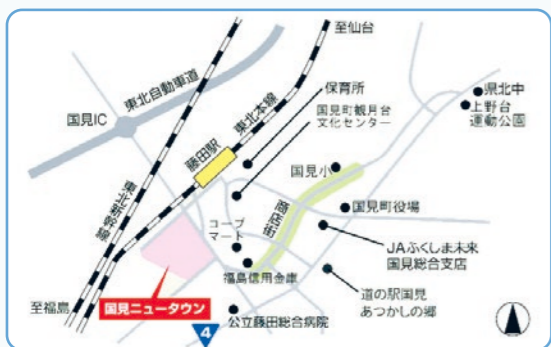 至仙台
東北自動車道
国見IC
東北本線
保育所
国見町観月台
文化センター
県北中
上野台
運動公園
藤田駅
国見小
東北新幹線
商店街
国見町役場
コープ
マート
JAふくしま未来
国見総合支店
福島信用金庫
道の駅国見
あつかしの郷
至福島
国見ニュータウン
4
公立藤田総合病院